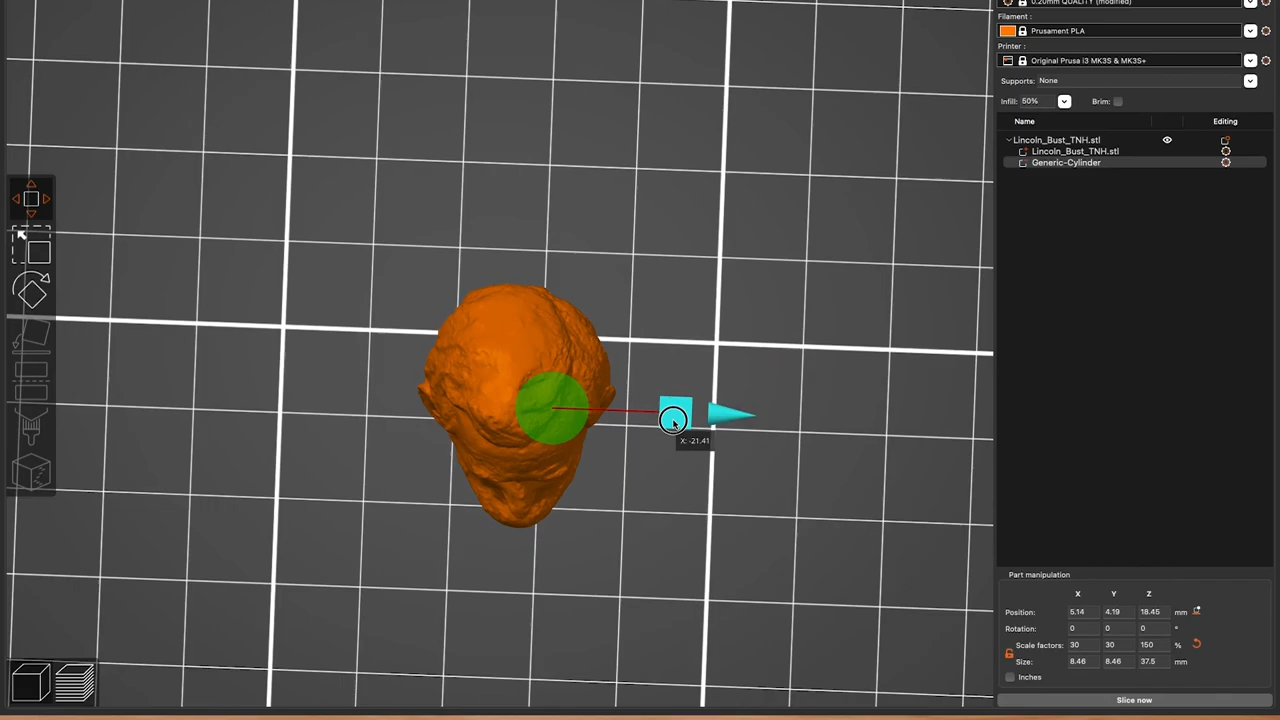 0.20mm QUALITY (modified)
Filament :
Prusament PLA
Printer :
Original Prusa i3 MK3S & MK3S+
Supports: None
Infill: 50% Brim:
Name Editing
Lincoln_Bust_TNH.stl
Lincoln_Bust_TNH.stl
Generic-Cylinder
X: -21.41
Part manipulation
X Y Z
Position: 5.14 4.19 18.45 mm
Rotation: 0 0 0 °
Scale factors: 30 30 150 %
Size: 8.46 8.46 37.5 mm
Inches
Slice now